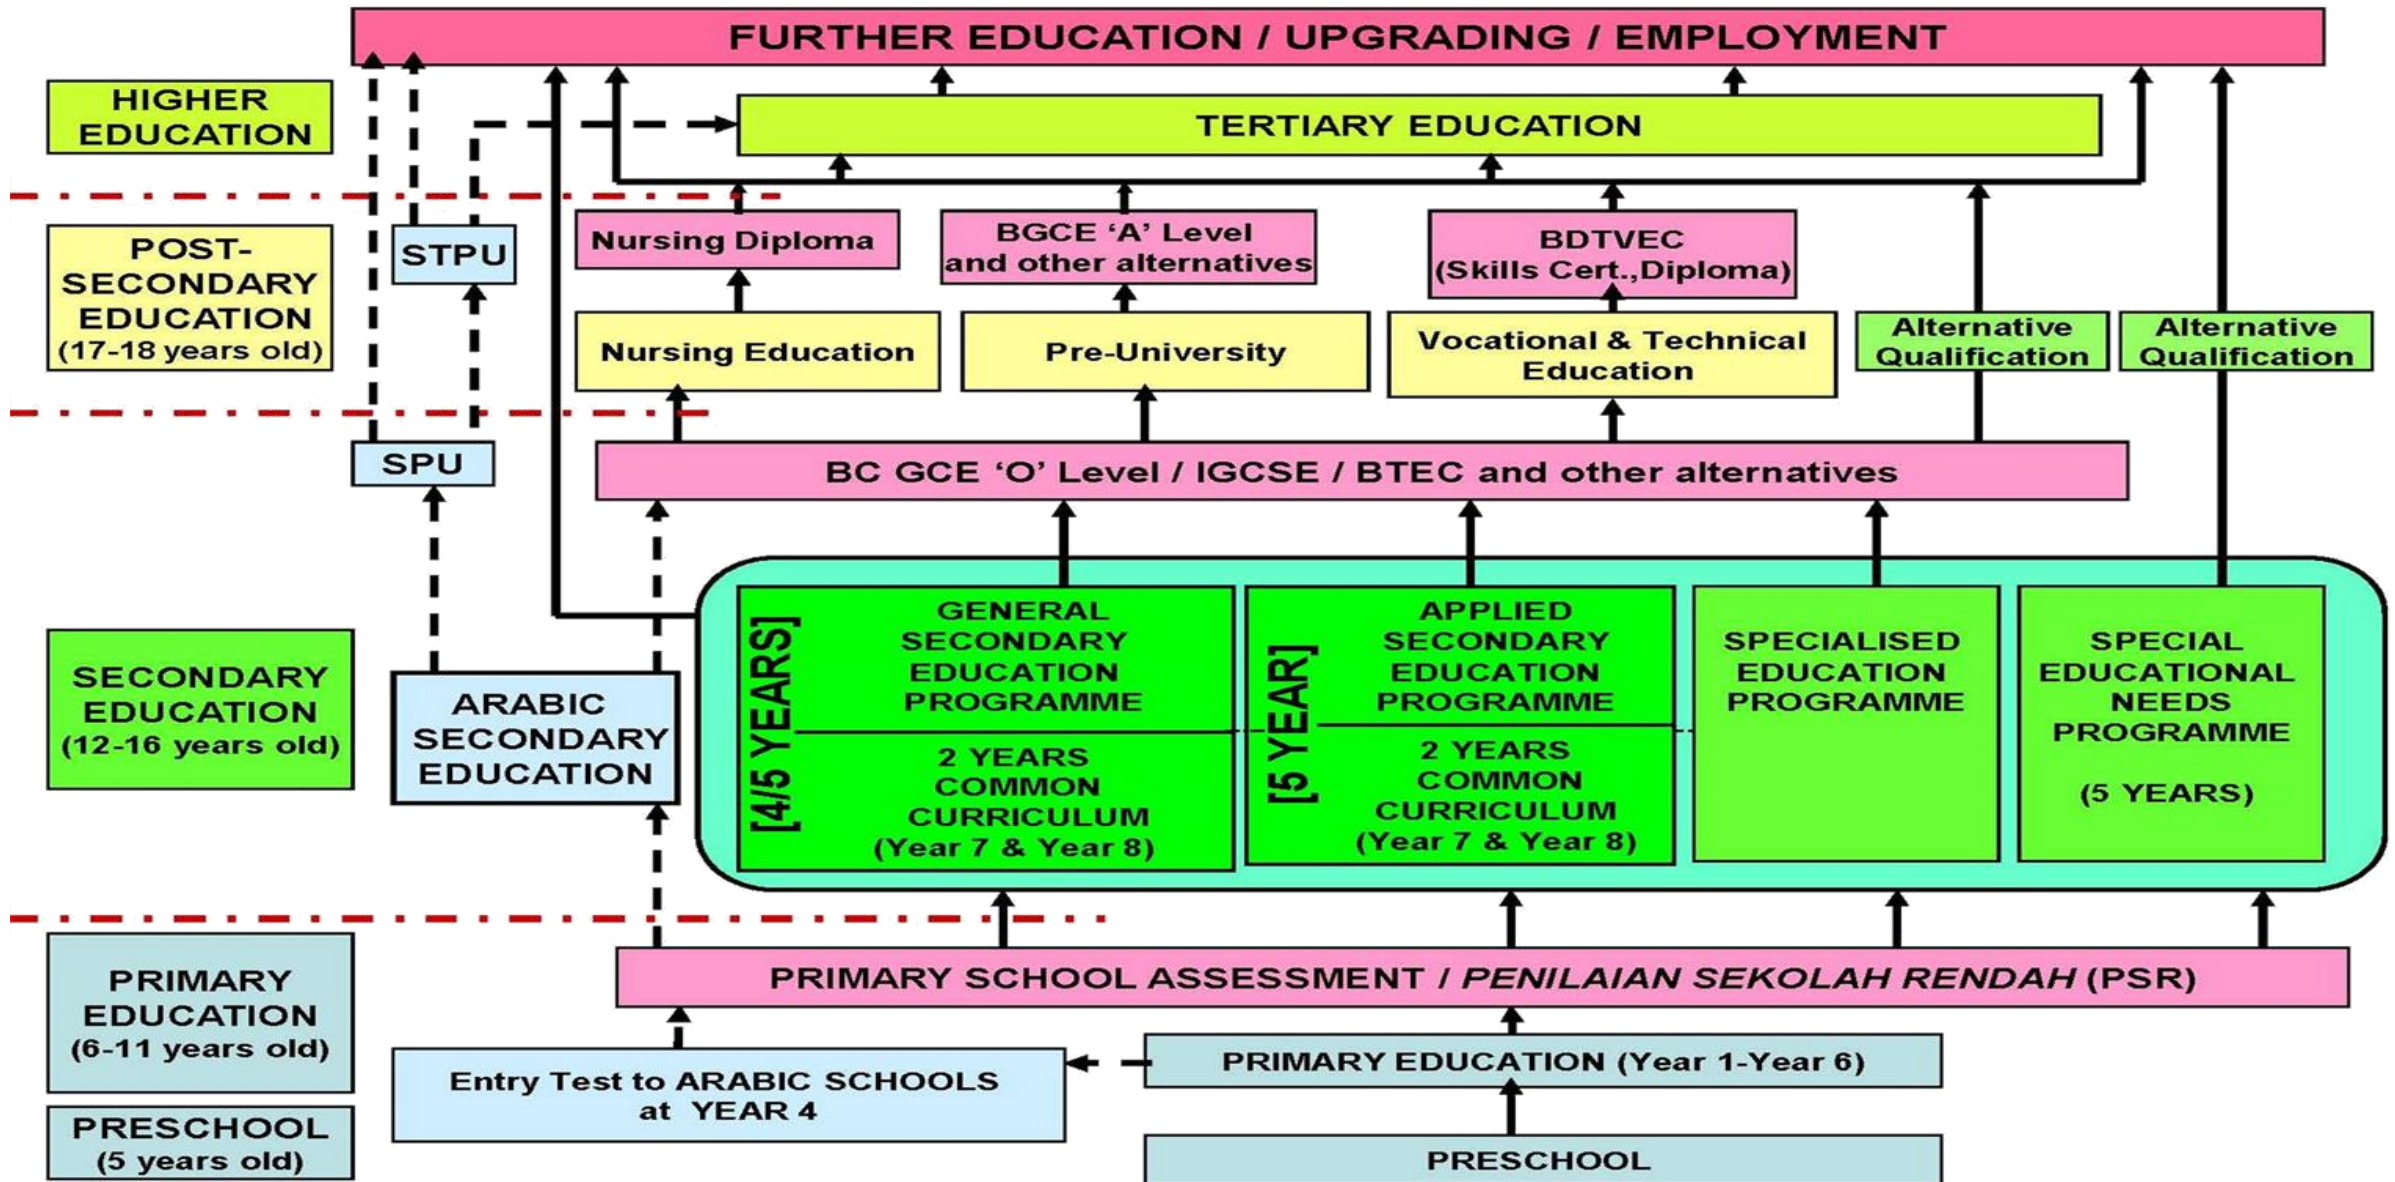 FURTHER EDUCATION / UPGRADING / EMPLOYMENT
HIGHER
EDUCATION
TERTIARY EDUCATION
POST-
SECONDARY
EDUCATION
(17-18 years old)
STPU
Nursing Diploma
BGCE ‘A’ Level
and other alternatives
BDTVEC
(Skills Cert.,Diploma)
Nursing Education
Pre-University
Vocational & Technical
Education
Alternative
Qualification
Alternative
Qualification
SPU
BC GCE ‘O’ Level / IGCSE / BTEC and other alternatives
SECONDARY
EDUCATION
(12-16 years old)
ARABIC
SECONDARY
EDUCATION
[4/5 YEARS]
GENERAL
SECONDARY
EDUCATION
PROGRAMME
2 YEARS
COMMON
CURRICULUM
(Year 7 & Year 8)
[5 YEAR]
APPLIED
SECONDARY
EDUCATION
PROGRAMME
2 YEARS
COMMON
CURRICULUM
(Year 7 & Year 8)
SPECIALISED
EDUCATION
PROGRAMME
SPECIAL
EDUCATIONAL
NEEDS
PROGRAMME
(5 YEARS)
PRIMARY
EDUCATION
(6-11 years old)
PRIMARY SCHOOL ASSESSMENT / PENILAIAN SEKOLAH RENDAH (PSR)
Entry Test to ARABIC SCHOOLS
at YEAR 4
PRIMARY EDUCATION (Year 1-Year 6)
PRESCHOOL
(5 years old)
PRESCHOOL